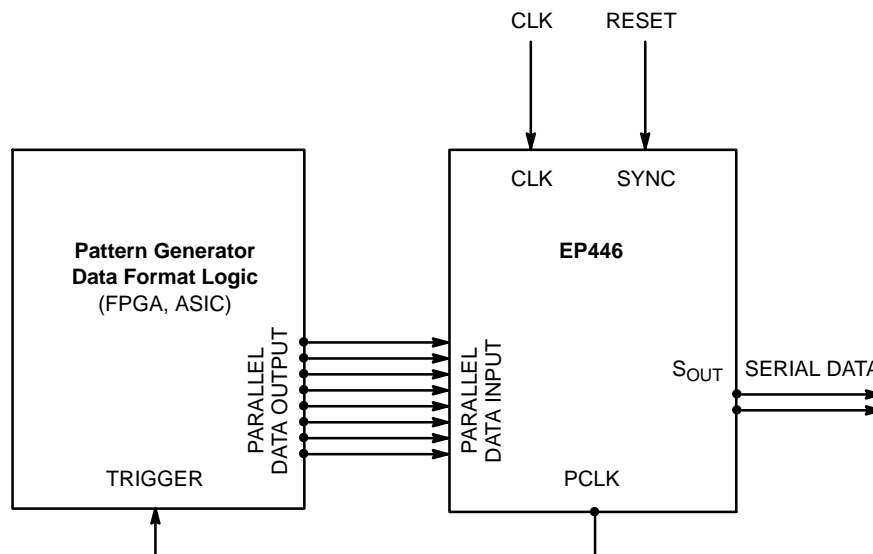 CLK RESET
CLK SYNC
Pattern Generator
Data Format Logic
(FPGA, ASIC)
EP446
PARALLEL
DATA OUTPUT
PARALLEL
DATA INPUT
SOUT SERIAL DATA
TRIGGER
PCLK